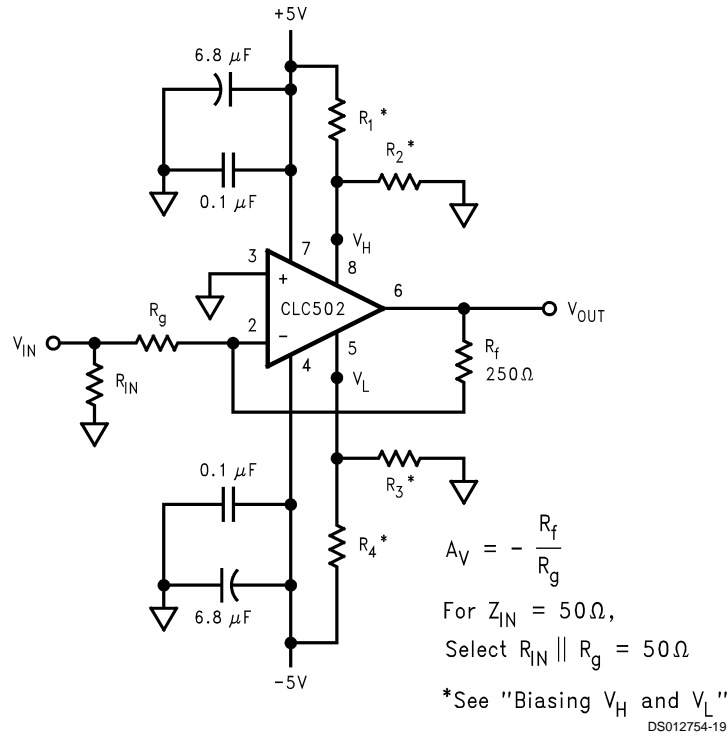 +5V
6.8 μF
R1*
R2*
0.1 μF
VH
3
7
8
+
CLC502
6
VOUT
Rg
2
−
VIN
4
5
Rf
250Ω
RIN
VL
0.1 μF
R3*
R4*
AV = - Rf
Rg
For ZIN = 50Ω,
6.8 μF
Select RIN || Rg = 50Ω
-5V
*See "Biasing VH and VL"
DS012754-19